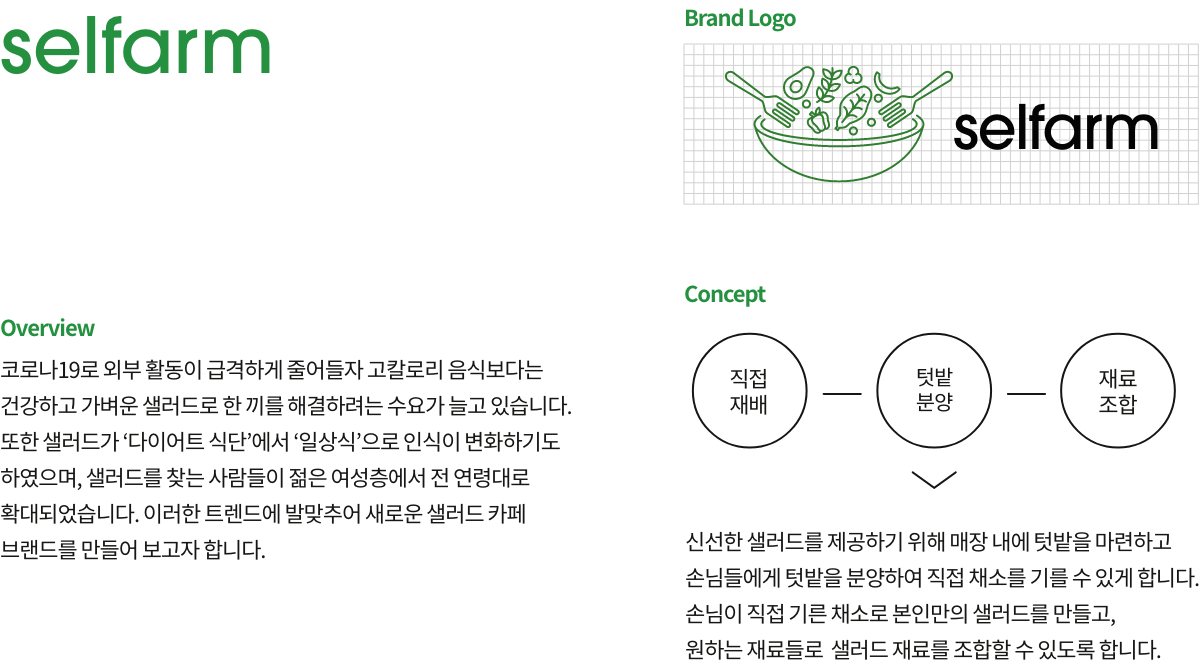 selfarm
Overview
코로나19로 외부 활동이 급격하게 줄어들자 고칼로리 음식보다는
건강하고 가벼운 샐러드로 한 끼를 해결하려는 수요가 늘고 있습니다.
또한 샐러드가 ‘다이어트 식단’에서 ‘일상식’으로 인식이 변화하기도
하였으며, 샐러드를 찾는 사람들이 젊은 여성층에서 전 연령대로
확대되었습니다. 이러한 트렌드에 발맞추어 새로운 샐러드 카페
브랜드를 만들어 보고자 합니다.
Brand Logo
selfarm
Concept
직접
재배
텃밭
분양
재료
조합
신선한 샐러드를 제공하기 위해 매장 내에 텃밭을 마련하고
손님들에게 텃밭을 분양하여 직접 채소를 기를 수 있게 합니다.
손님이 직접 기른 채소로 본인만의 샐러드를 만들고,
원하는 재료들로 샐러드 재료를 조합할 수 있도록 합니다.